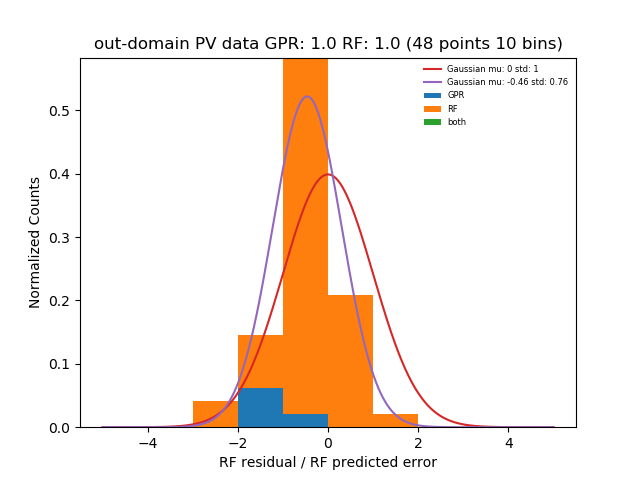 out-domain PV data GPR: 1.0 RF: 1.0 (48 points 10 bins)
Gaussian mu: 0 std: 1
Gaussian mu: -0.46 std: 0.76
GPR
RF
both
Normalized Counts
0.5
0.4
0.3
0.2
0.1
0.0
−4 −2 0 2 4
RF residual / RF predicted error